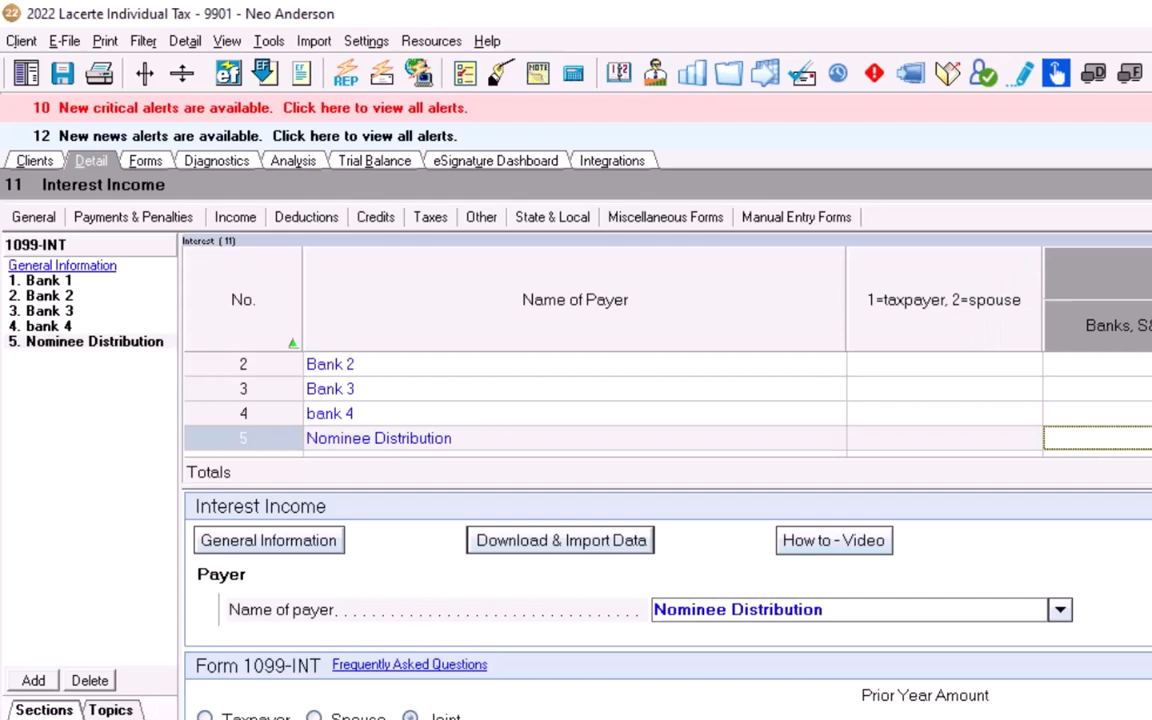 2022 Lacerte Individual Tax - 9901 - Neo Anderson
Client E-File Print Filter Detail View Tools Import Settings Resources Help
10 New critical alerts are available. Click here to view all alerts.
12 New news alerts are available. Click here to view all alerts.
Clients Detail Forms Diagnostics Analysis Trial Balance eSignature Dashboard Integrations
11 Interest Income
General Payments & Penalties Income Deductions Credits Taxes Other State & Local Miscellaneous Forms Manual Entry Forms
1099-INT
General Information
1. Bank 1
2. Bank 2
3. Bank 3
4. bank 4
5. Nominee Distribution
Add Delete
Sections Topics
Interest (11)
No. Name of Payer 1=taxpayer, 2=spouse
Banks,
2 Bank 2
3 Bank 3
4 bank 4
5 Nominee Distribution
Totals
Interest Income
General Information Download & Import Data How to - Video
Payer
Name of payer Nominee Distribution
Form 1099-INT Frequently Asked Questions
Prior Year Amount
Taxpayer Spouse Joint